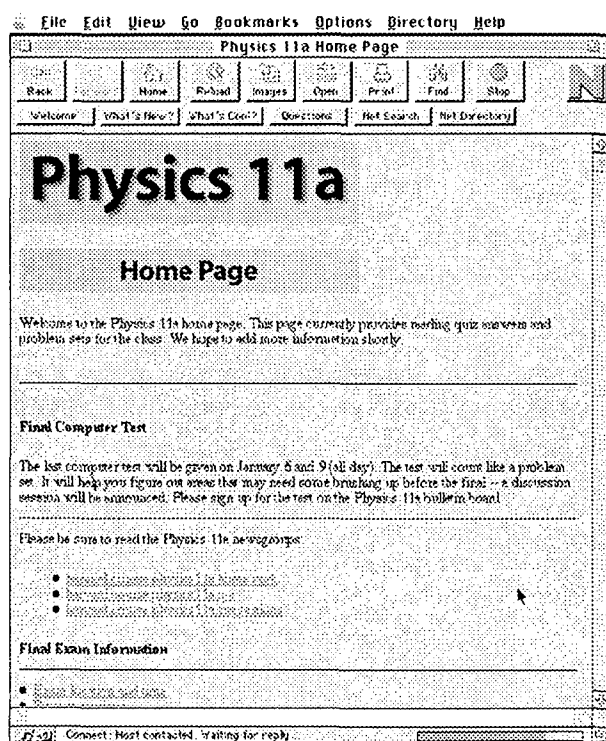 File Edit View Go Bookmarks Options Directory Help
Physics 11a Home Page
Back Home Reload Images Open Print Find Stop
Welcome What's New? What's Cool? Questions Net Search Net Directory
N
Physics 11a
Home Page
Welcome to the Physics 11a home page. This page currently provides reading quiz answers and
problem sets for the class. We hope to add more information shortly.
Final Computer Test
The last computer test will be given on January 6 and 9 (all day). The test will count like a problem
set. It will help you figure out areas that may need some brushing up before the final -- a discussion
session will be announced. Please sign up for the test on the Physics 11a bulletin board.
Please be sure to read the Physics 11a newsgroups:
Final Exam Information
Connect: Host contacted. Waiting for reply...